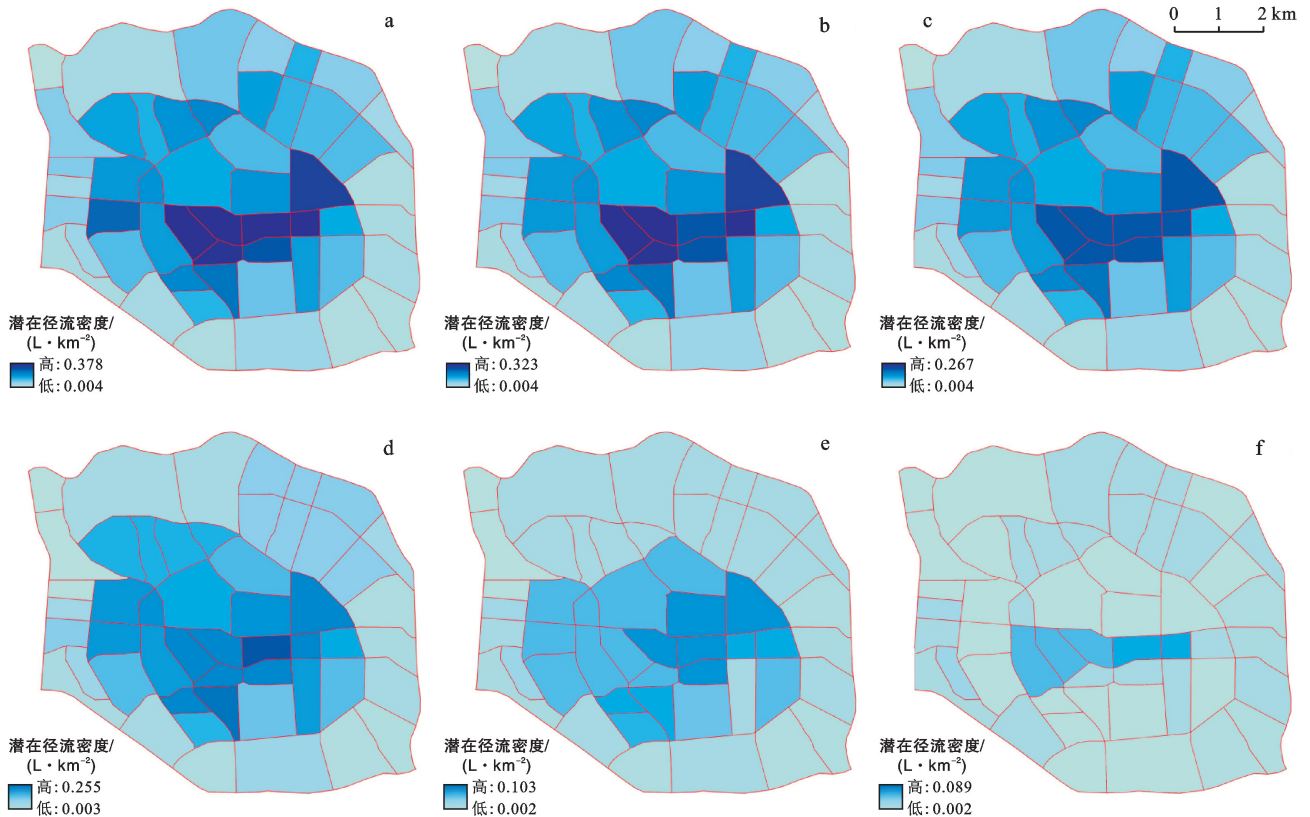 a
b
c
0 1 2 km
潜在径流密度/
(L·km⁻²)
高:0.378
低:0.004
潜在径流密度/
(L·km⁻²)
高:0.323
低:0.004
潜在径流密度/
(L·km⁻²)
高:0.267
低:0.004
d
e
f
潜在径流密度/
(L·km⁻²)
高:0.255
低:0.003
潜在径流密度/
(L·km⁻²)
高:0.103
低:0.002
潜在径流密度/
(L·km⁻²)
高:0.089
低:0.002